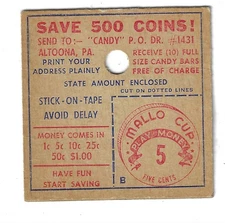 SAVE 500 COINS!
SEND TO:- "CANDY" P.O. DR. #1431
ALTOONA, PA.
RECEIVE (10) FULL
PRINT YOUR
ADDRESS PLAINLY
SIZE CANDY BARS
FREE OF CHARGE
STATE AMOUNT ENCLOSED
CUT ON DOTTED LINES
STICK-ON-TAPE
AVOID DELAY
MONEY COMES IN
1c 5c 10c 25c
50c $1.00
HAVE FUN
START SAVING
MALLO CUP
PLAY MONEY
5
FIVE CENTS
B